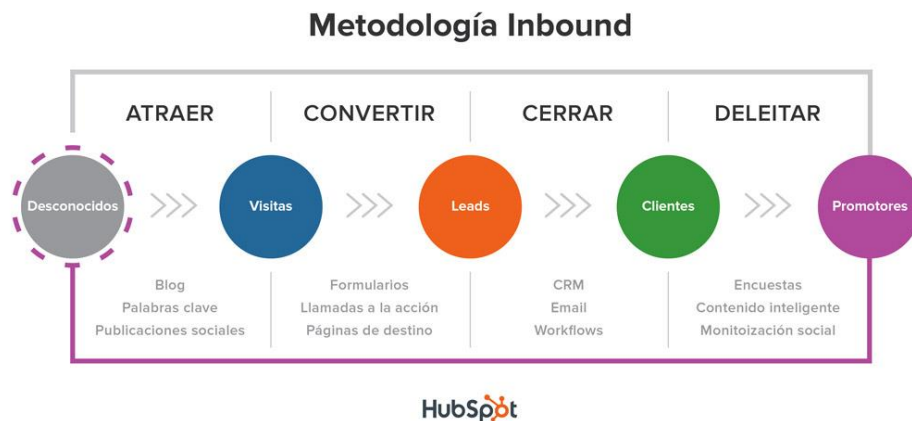 Metodología Inbound
ATRAER
CONVERTIR
CERRAR
DELEITAR
Desconocidos
Visitas
Leads
Clientes
Promotores
Blog
Palabras clave
Publicaciones sociales
Formularios
Llamadas a la acción
Páginas de destino
CRM
Email
Workflows
Encuestas
Contenido inteligente
Monitoización social
HubSpot